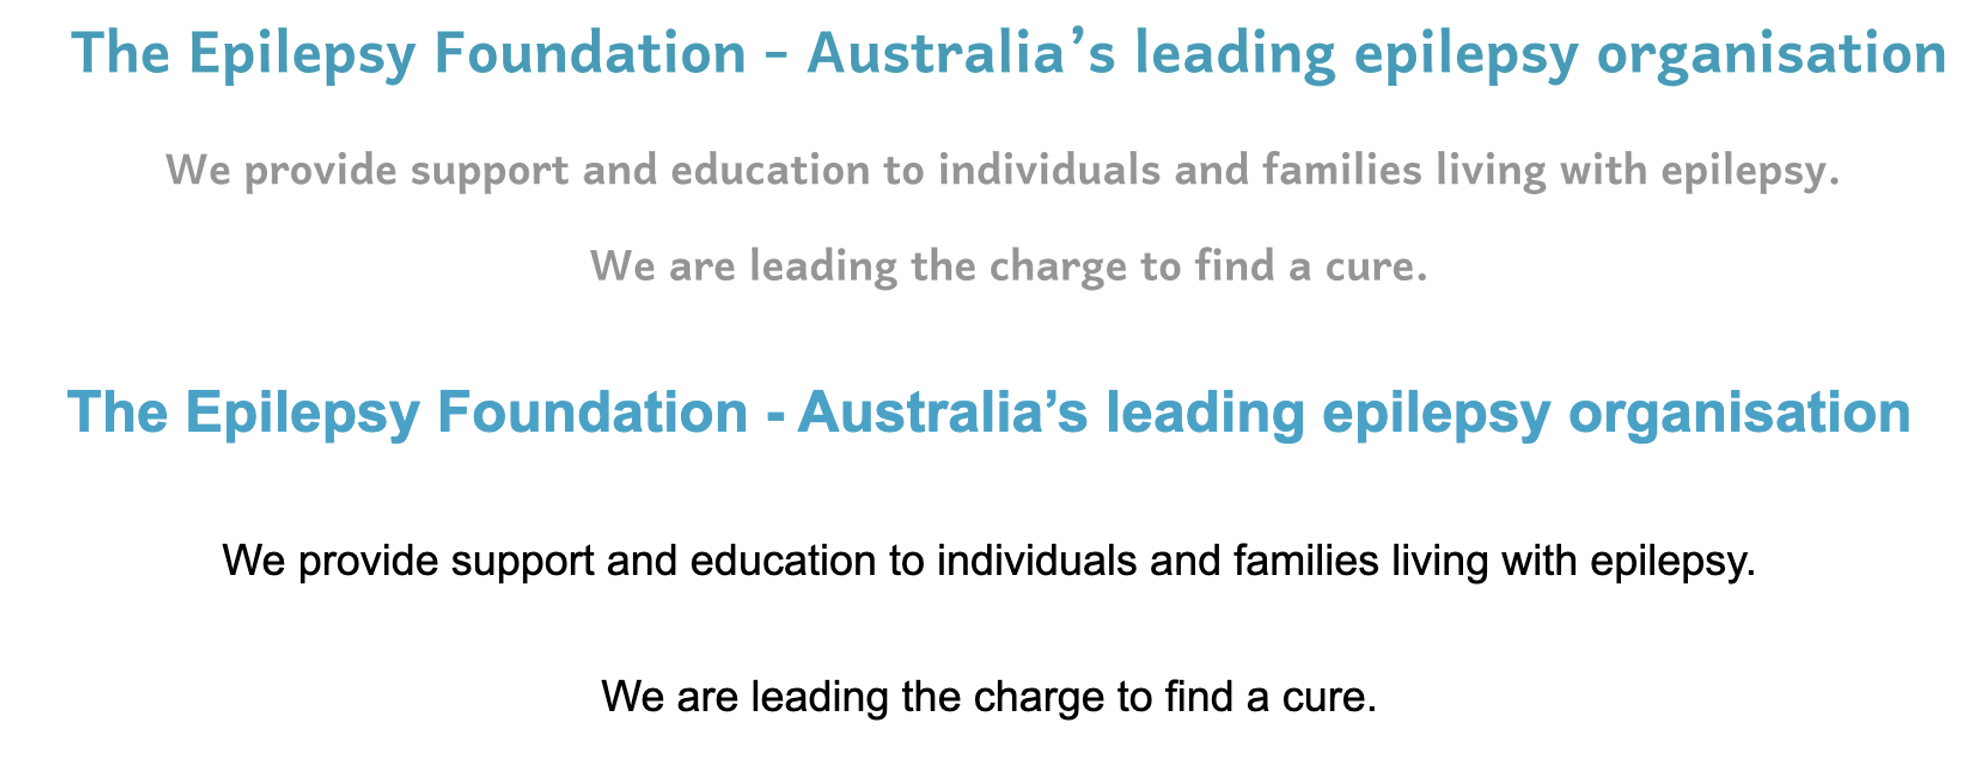 The Epilepsy Foundation - Australia’s leading epilepsy organisation
We provide support and education to individuals and families living with epilepsy.
We are leading the charge to find a cure.
The Epilepsy Foundation - Australia’s leading epilepsy organisation
We provide support and education to individuals and families living with epilepsy.
We are leading the charge to find a cure.